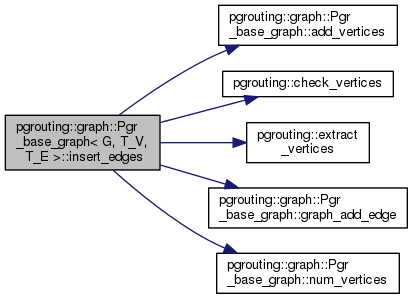 pgrouting::graph::Pgr
_base_graph< G, T_V,
T_E >::insert_edges
pgrouting::graph::Pgr
_base_graph::add_vertices
pgrouting::check_vertices
pgrouting::extract
_vertices
pgrouting::graph::Pgr
_base_graph::graph_add_edge
pgrouting::graph::Pgr
_base_graph::num_vertices